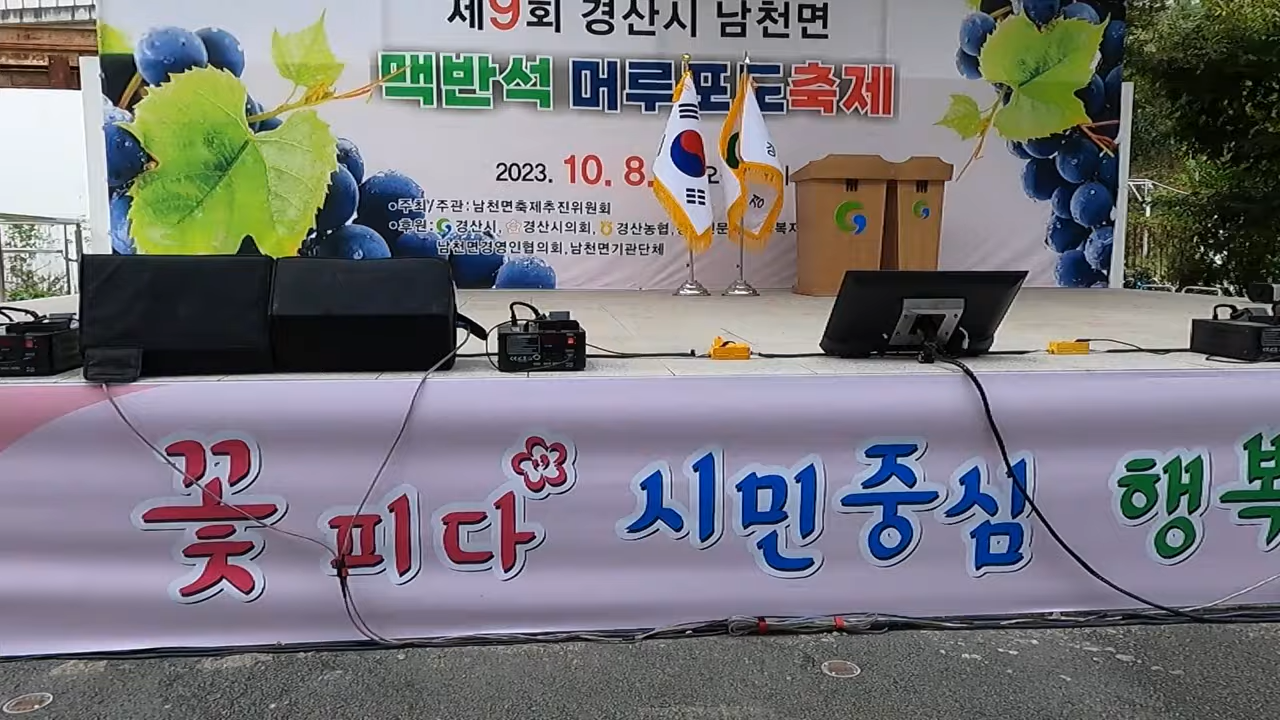 제9회 경산시 남천면
맥반석 머루포도축제
2023. 10. 8.
•주최/주관:남천면축제추진위원회
•후원: 경산시, 경산시의회, 경산농협,
남천면경영인협의회,남천면기관단체
꽃피다 시민중심 행복